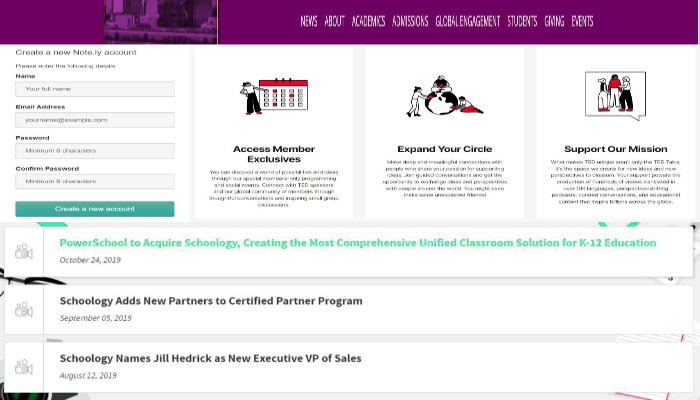 NEWS ABOUT ACADEMICS ADMISSIONS GLOBAL ENGAGEMENT STUDENTS GIVING EVENTS
Create a new Note.ly account
Please enter the following details:
Name
Your full name
Email Address
yourname@example.com
Password
Minimum 6 characters
Confirm Password
Minimum 6 characters
Create a new account
Access Member
Exclusives
You can discover a world of possibilities and ideas
through our special members-only programming
and social events. Connect with TED speakers
and our global community of members through
thoughtful conversations and inspiring small group
discussions.
Expand Your Circle
Make deep and meaningful connections with
people who share your passion for supporting
ideas. Join guided conversations and get the
opportunity to exchange ideas and perspectives
with people around the world. You might even
make some unexpected friends!
Support Our Mission
What makes TED unique aren't only the TED Talks,
it's the space we create for new ideas and new
perspectives to blossom. Your support powers the
production of hundreds of videos translated in
over 100 languages, perspective-shifting
podcasts, curated conversations, and educational
content that inspire billions across the globe.
PowerSchool to Acquire Schoology, Creating the Most Comprehensive Unified Classroom Solution for K-12 Education
October 24, 2019
Schoology Adds New Partners to Certified Partner Program
September 05, 2019
Schoology Names Jill Hedrick as New Executive VP of Sales
August 12, 2019